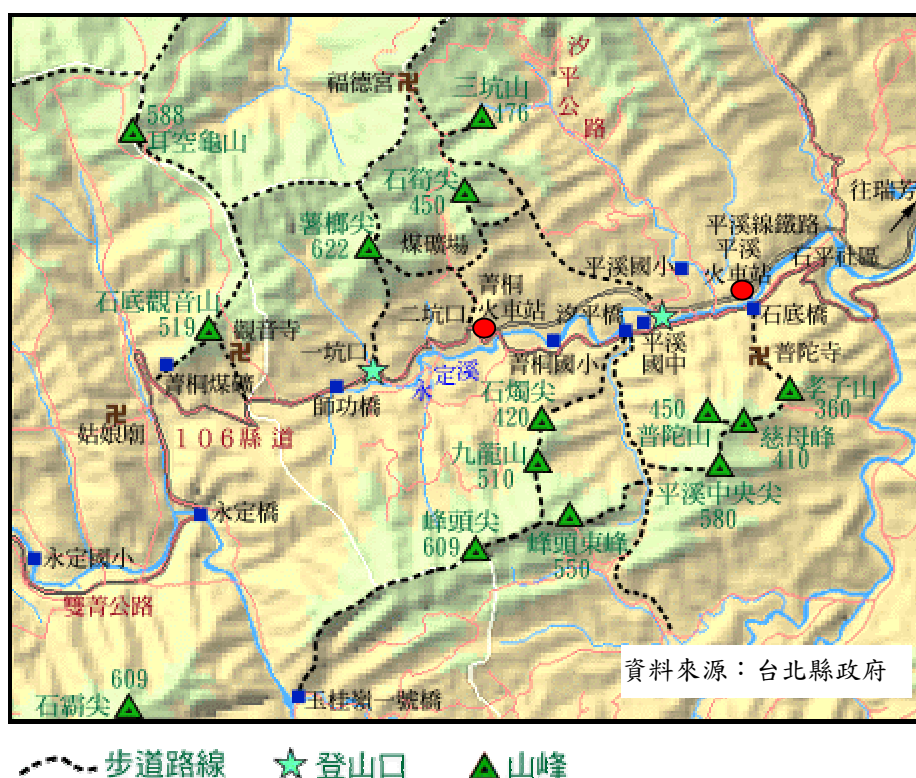 福德宮卍
三坑山
476
汐平公路
588
耳空龜山
石筍尖
450
往瑞芳
薯榔尖
622
煤礦場
平溪國小
平溪線鐵路
平溪
火車站
石平社區
石底觀音山
519
觀音寺
卍
一坑口
二坑口
菁桐
火車站
汐平橋
平溪
國中
石底橋
菁桐煤礦
師功橋
永定溪
菁桐國小
卍普陀寺
卍
姑娘廟
106縣道
石燭尖
420
450
普陀山
孝子山
360
慈母峰
410
九龍山
510
平溪中央尖
580
永定橋
峰頭尖
609
峰頭東峰
550
永定國小
雙菁公路
609
石霸尖
玉桂嶺一號橋
資料來源：台北縣政府
步道路線
登山口
山峰